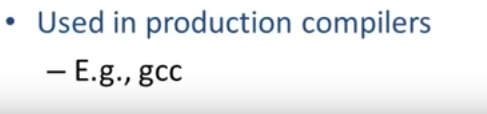 • Used in production compilers
– E.g., gcc